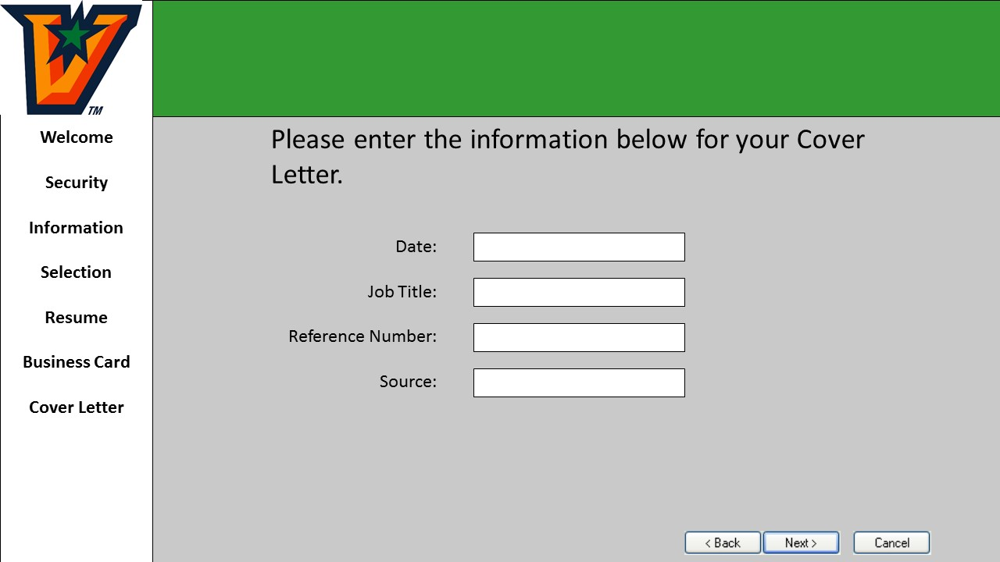 TM
Welcome
Security
Information
Selection
Resume
Business Card
Cover Letter
Please enter the information below for your Cover
Letter.
Date:
Job Title:
Reference Number:
Source:
< Back
Next >
Cancel